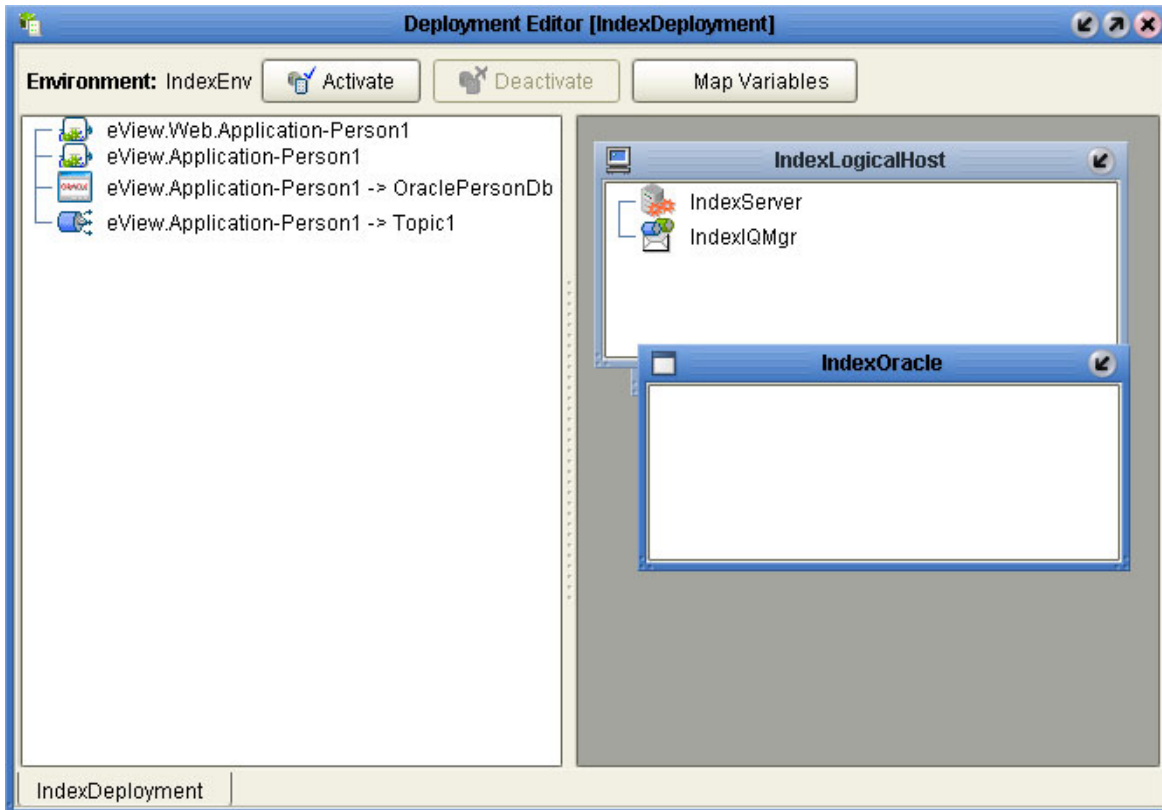 Deployment Editor [IndexDeployment]
Environment: IndexEnv Activate Deactivate Map Variables
eView.Web.Application-Person1
eView.Application-Person1
ORACLE eView.Application-Person1 -> OraclePersonDb
eView.Application-Person1 -> Topic1
IndexLogicalHost
IndexServer
IndexIQMgr
IndexOracle
IndexDeployment